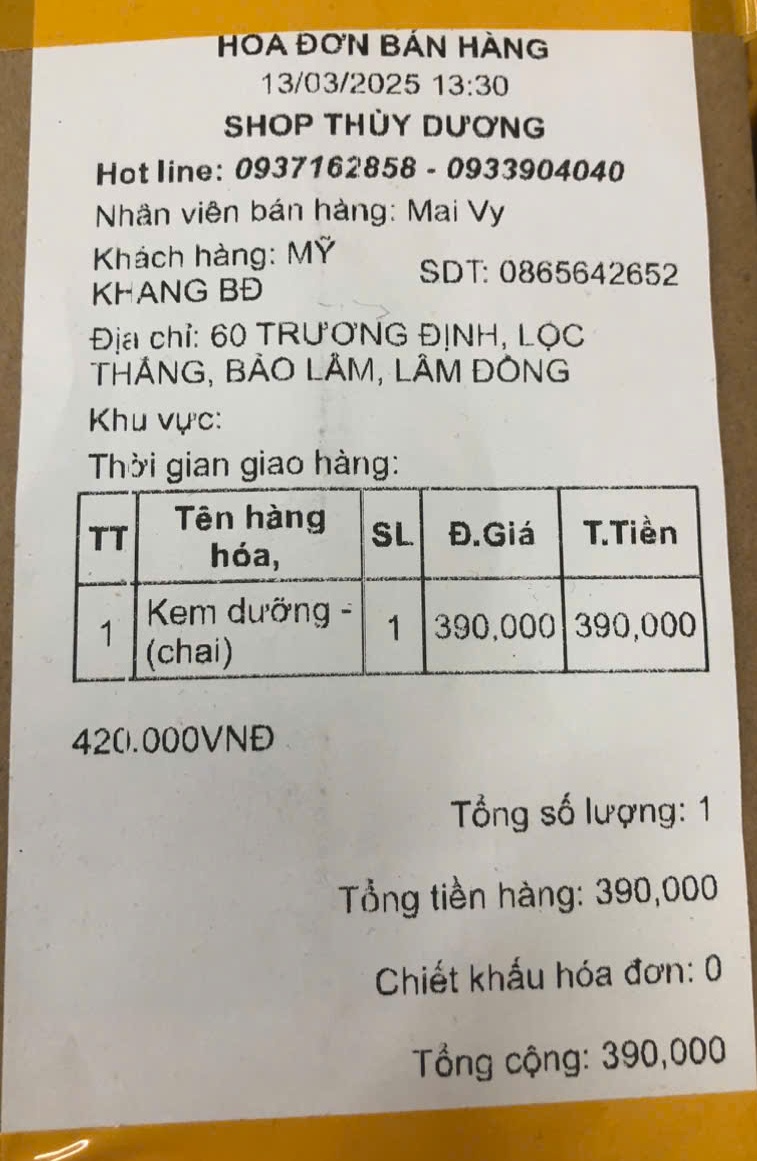 HÓA ĐƠN BÁN HÀNG
13/03/2025 13:30
SHOP THÙY DƯƠNG
Hot line: 0937162858 - 0933904040
Nhân viên bán hàng: Mai Vy
Khách hàng: MỸ
KHANG BĐ
SDT: 0865642652
Địa chỉ: 60 TRƯƠNG ĐỊNH, LỘC
THẮNG, BẢO LÂM, LÂM ĐỒNG
Khu vực:
Thời gian giao hàng:
TT Tên hàng hóa, SL Đ.Giá T.Tiền
1 Kem dưỡng - (chai) 1 390,000 390,000
420.000VNĐ
Tổng số lượng: 1
Tổng tiền hàng: 390,000
Chiết khấu hóa đơn: 0
Tổng cộng: 390,000